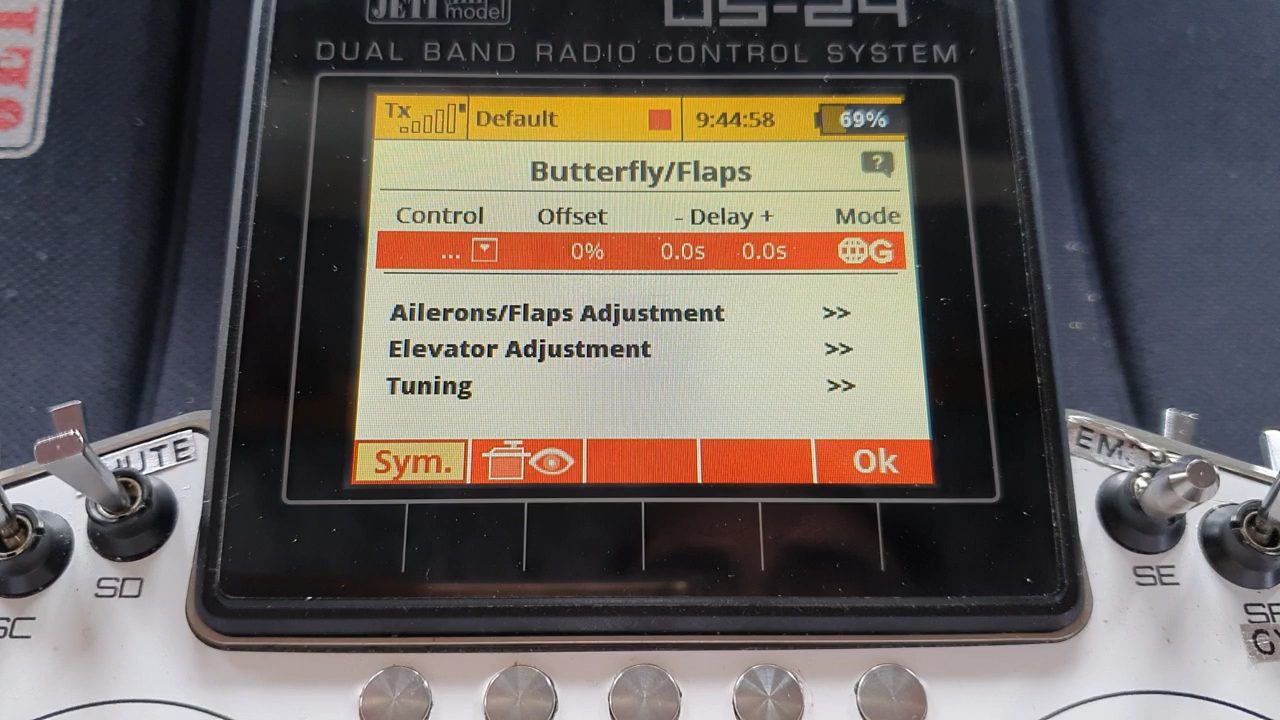 JETI model
DS-24
DUAL BAND RADIO CONTROL SYSTEM
Tx Default 9:44:58 69%
Butterfly/Flaps ?
Control Offset - Delay + Mode
... 0% 0.0s 0.0s G
Ailerons/Flaps Adjustment >>
Elevator Adjustment >>
Tuning >>
Sym. Ok
SD
SC
SE